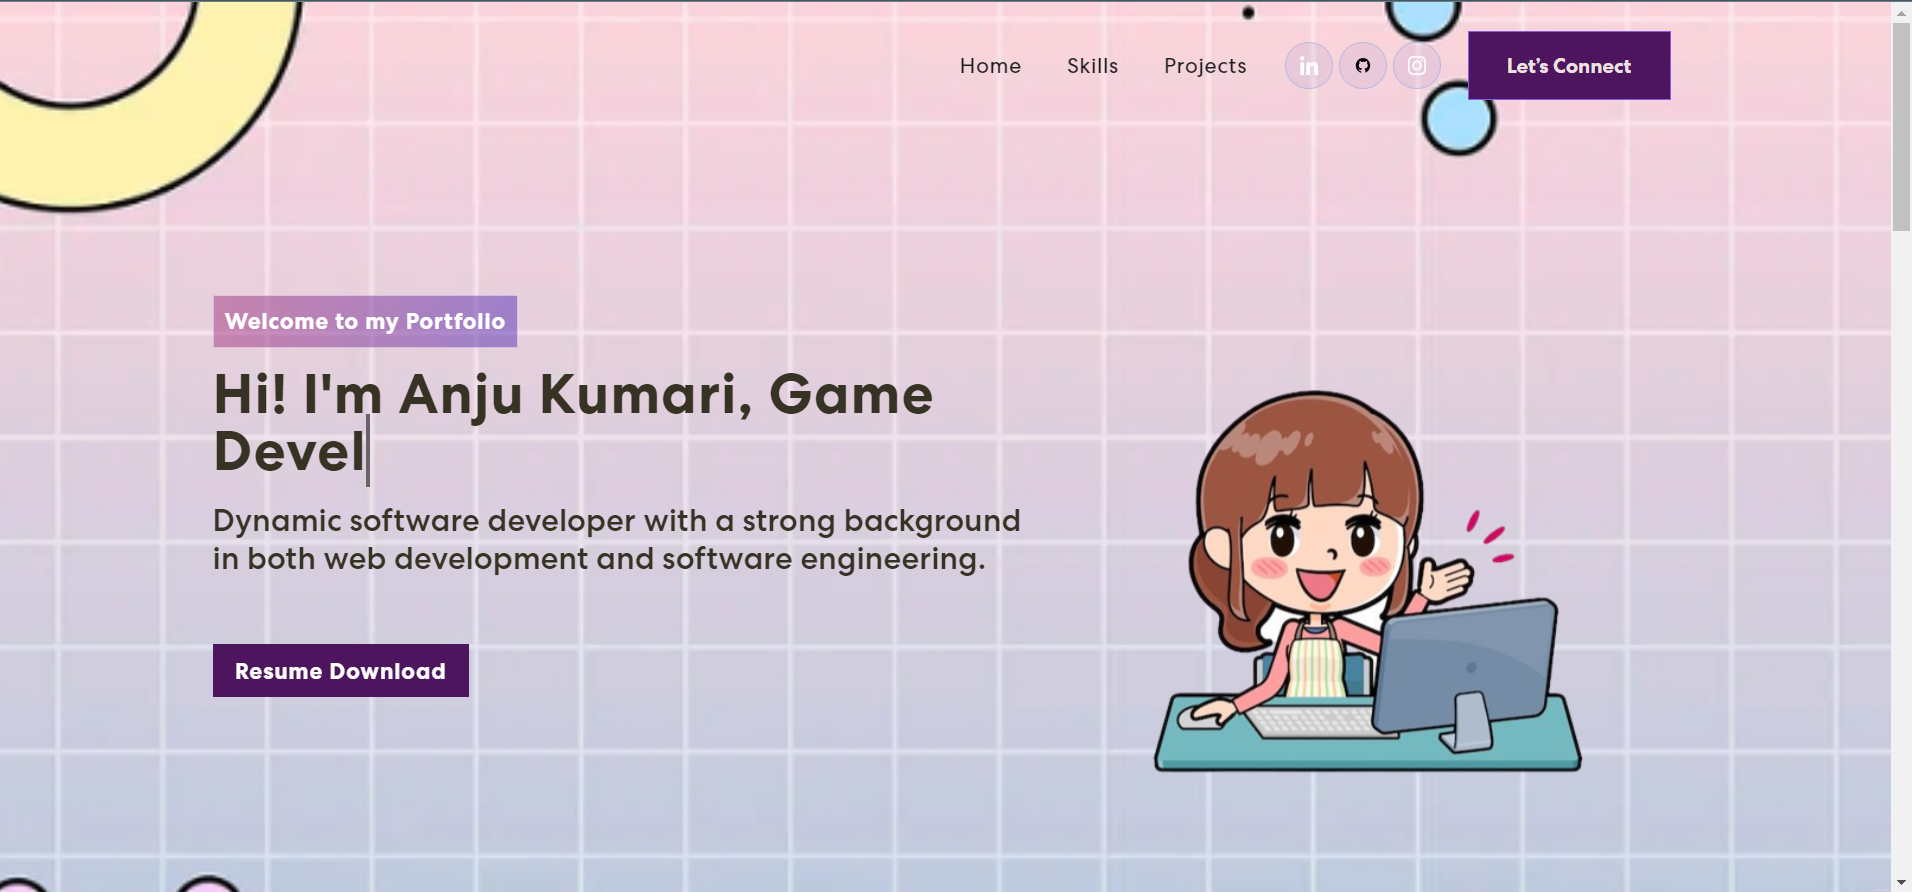 Home Skills Projects in Let's Connect
Welcome to my Portfolio
Hi! I'm Anju Kumari, Game
Devel
Dynamic software developer with a strong background
in both web development and software engineering.
Resume Download